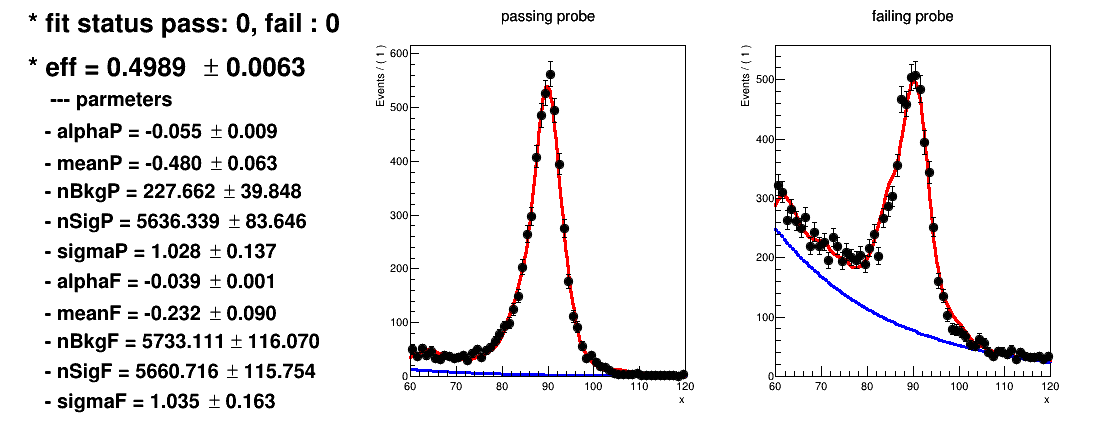 * fit status pass: 0, fail : 0
* eff = 0.4989 ± 0.0063
--- parmeters
- alphaP = -0.055 ± 0.009
- meanP = -0.480 ± 0.063
- nBkgP = 227.662 ± 39.848
- nSigP = 5636.339 ± 83.646
- sigmaP = 1.028 ± 0.137
- alphaF = -0.039 ± 0.001
- meanF = -0.232 ± 0.090
- nBkgF = 5733.111 ± 116.070
- nSigF = 5660.716 ± 115.754
- sigmaF = 1.035 ± 0.163
passing probe
Events / ( 1 )
600
500
400
300
200
100
0
60 70 80 90 100 110 120
x
failing probe
Events / ( 1 )
500
400
300
200
100
0
60 70 80 90 100 110 120
x